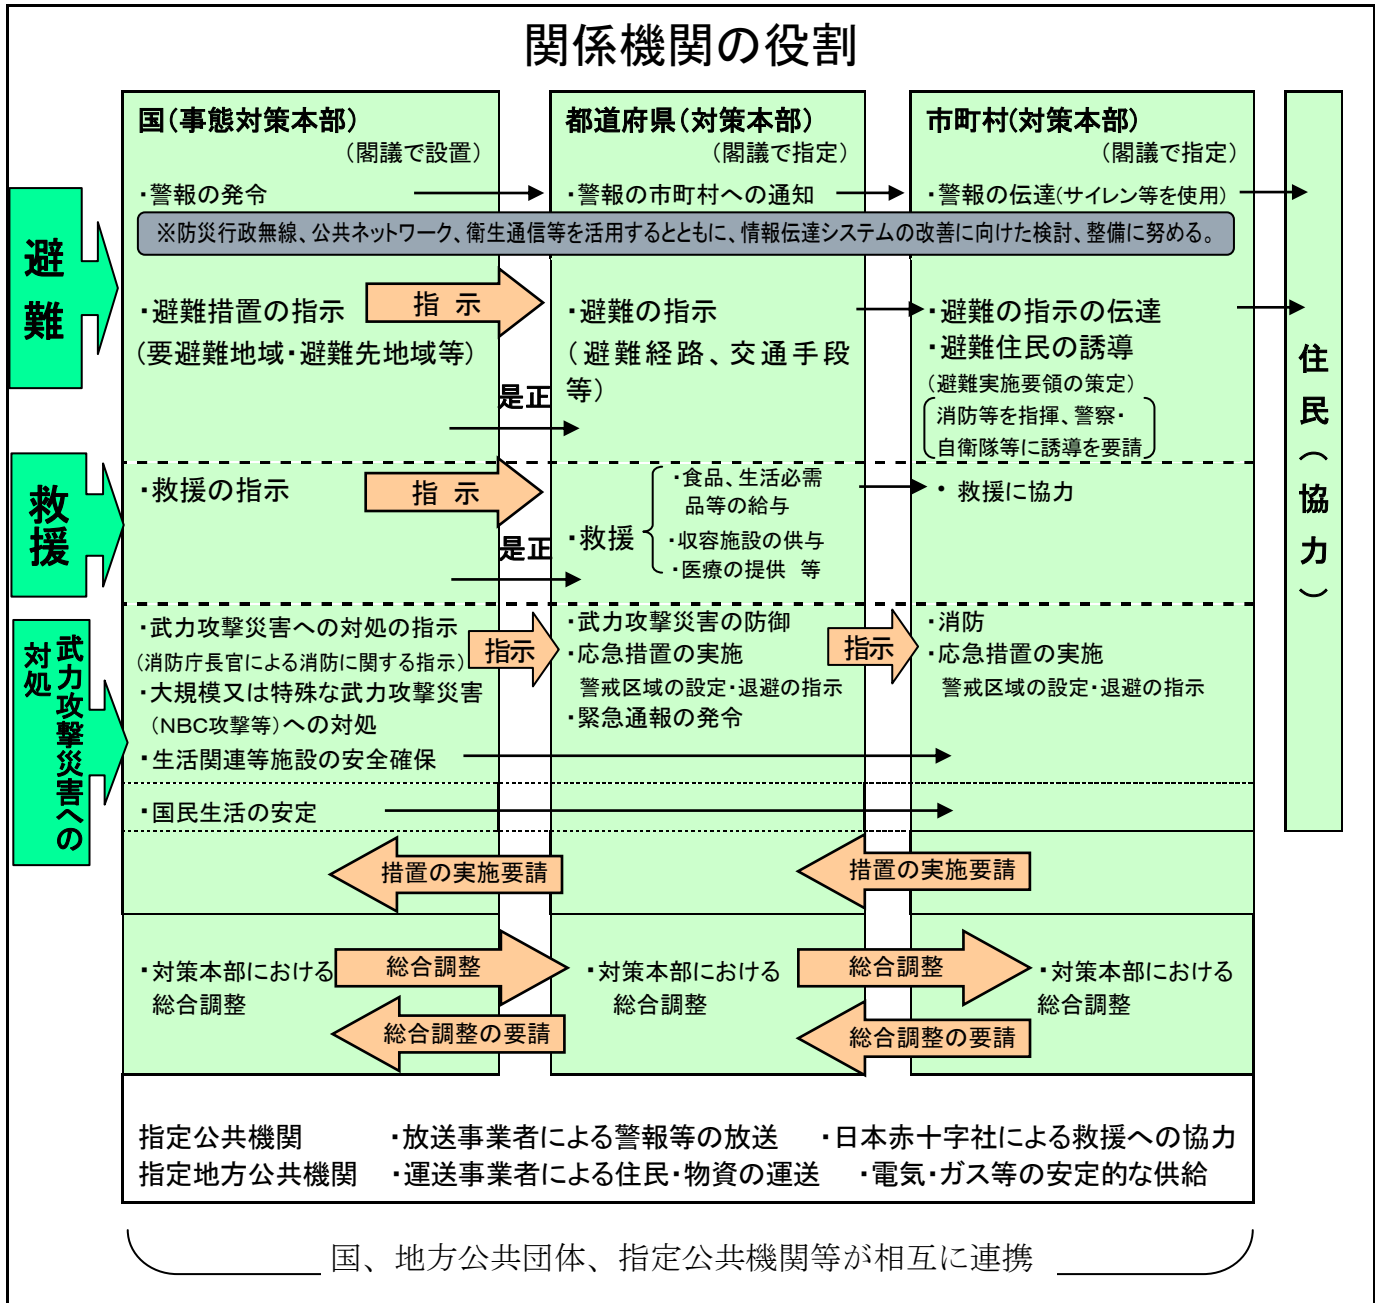 関係機関の役割
国(事態対策本部)
(閣議で設置)
都道府県(対策本部)
(閣議で指定)
市町村(対策本部)
(閣議で指定)
避難
・警報の発令
・警報の市町村への通知
・警報の伝達(サイレン等を使用)
※防災行政無線、公共ネットワーク、衛生通信等を活用するとともに、情報伝達システムの改善に向けた検討、整備に努める。
・避難措置の指示
(要避難地域・避難先地域等)
指 示
・避難の指示
(避難経路、交通手段
等)
是正
・避難の指示の伝達
・避難住民の誘導
(避難実施要領の策定)
消防等を指揮、警察・
自衛隊等に誘導を要請
住民(協力)
救援
・救援の指示
指 示
是正
・救援
・食品、生活必需
品等の給与
・収容施設の供与
・医療の提供 等
・ 救援に協力
武力攻撃災害への
対処
・武力攻撃災害への対処の指示
(消防庁長官による消防に関する指示)
・大規模又は特殊な武力攻撃災害
(NBC攻撃等)への対処
・生活関連等施設の安全確保
指示
・武力攻撃災害の防御
・応急措置の実施
警戒区域の設定・退避の指示
・緊急通報の発令
指示
・消防
・応急措置の実施
警戒区域の設定・退避の指示
・国民生活の安定
措置の実施要請
措置の実施要請
・対策本部における
総合調整
総合調整
総合調整の要請
・対策本部における
総合調整
総合調整
総合調整の要請
・対策本部における
総合調整
指定公共機関
・放送事業者による警報等の放送
・日本赤十字社による救援への協力
指定地方公共機関
・運送事業者による住民・物資の運送
・電気・ガス等の安定的な供給
国、地方公共団体、指定公共機関等が相互に連携